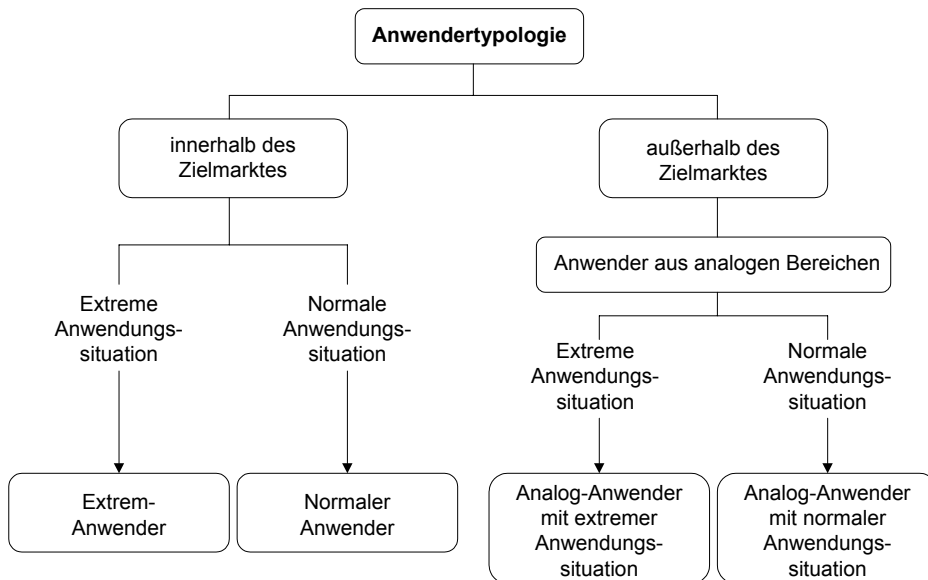 Anwendertypologie
innerhalb des
Zielmarktes
außerhalb des
Zielmarktes
Anwender aus analogen Bereichen
Extreme
Anwendungs-
situation
Normale
Anwendungs-
situation
Extreme
Anwendungs-
situation
Normale
Anwendungs-
situation
Extrem-
Anwender
Normaler
Anwender
Analog-Anwender
mit extremer
Anwendungs-
situation
Analog-Anwender
mit normaler
Anwendungs-
situation